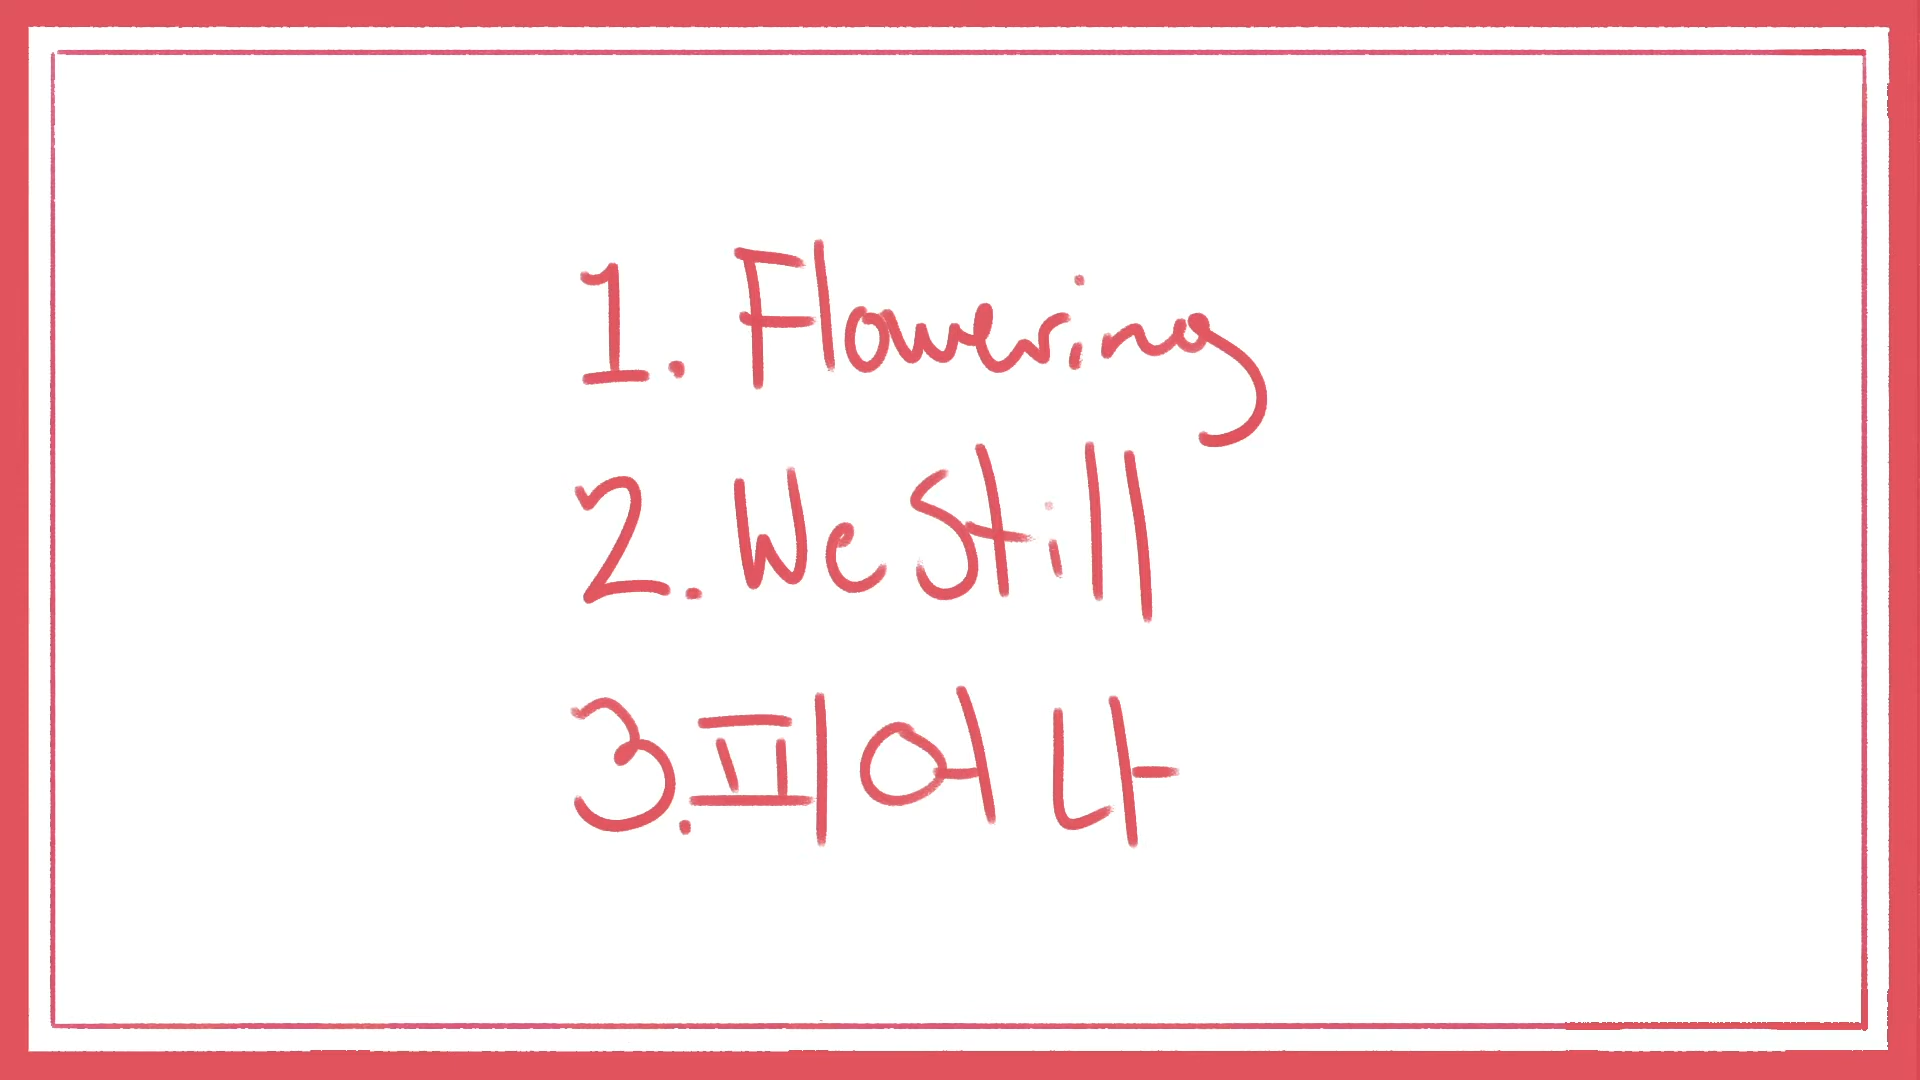 1. Flowering
2. We Still
3. 피어나